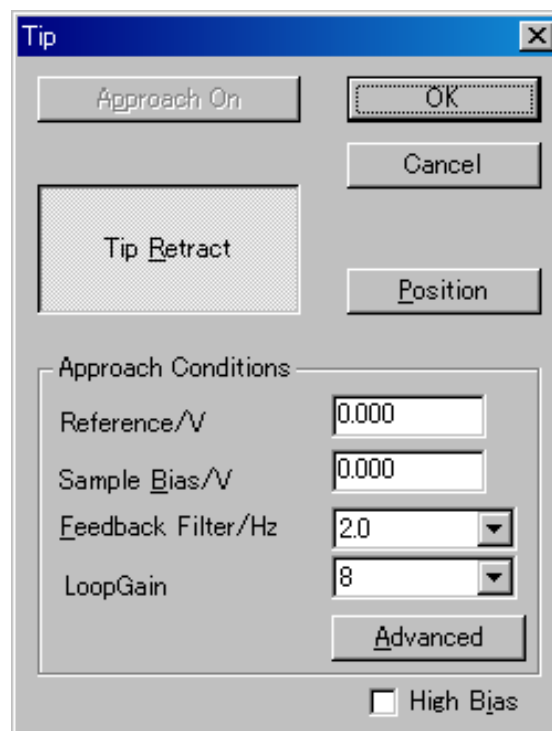 Tip
Approach On
OK
Cancel
Tip Retract
Position
Approach Conditions
Reference/V 0.000
Sample Bias/V 0.000
Feedback Filter/Hz 2.0
LoopGain 8
Advanced
High Bias